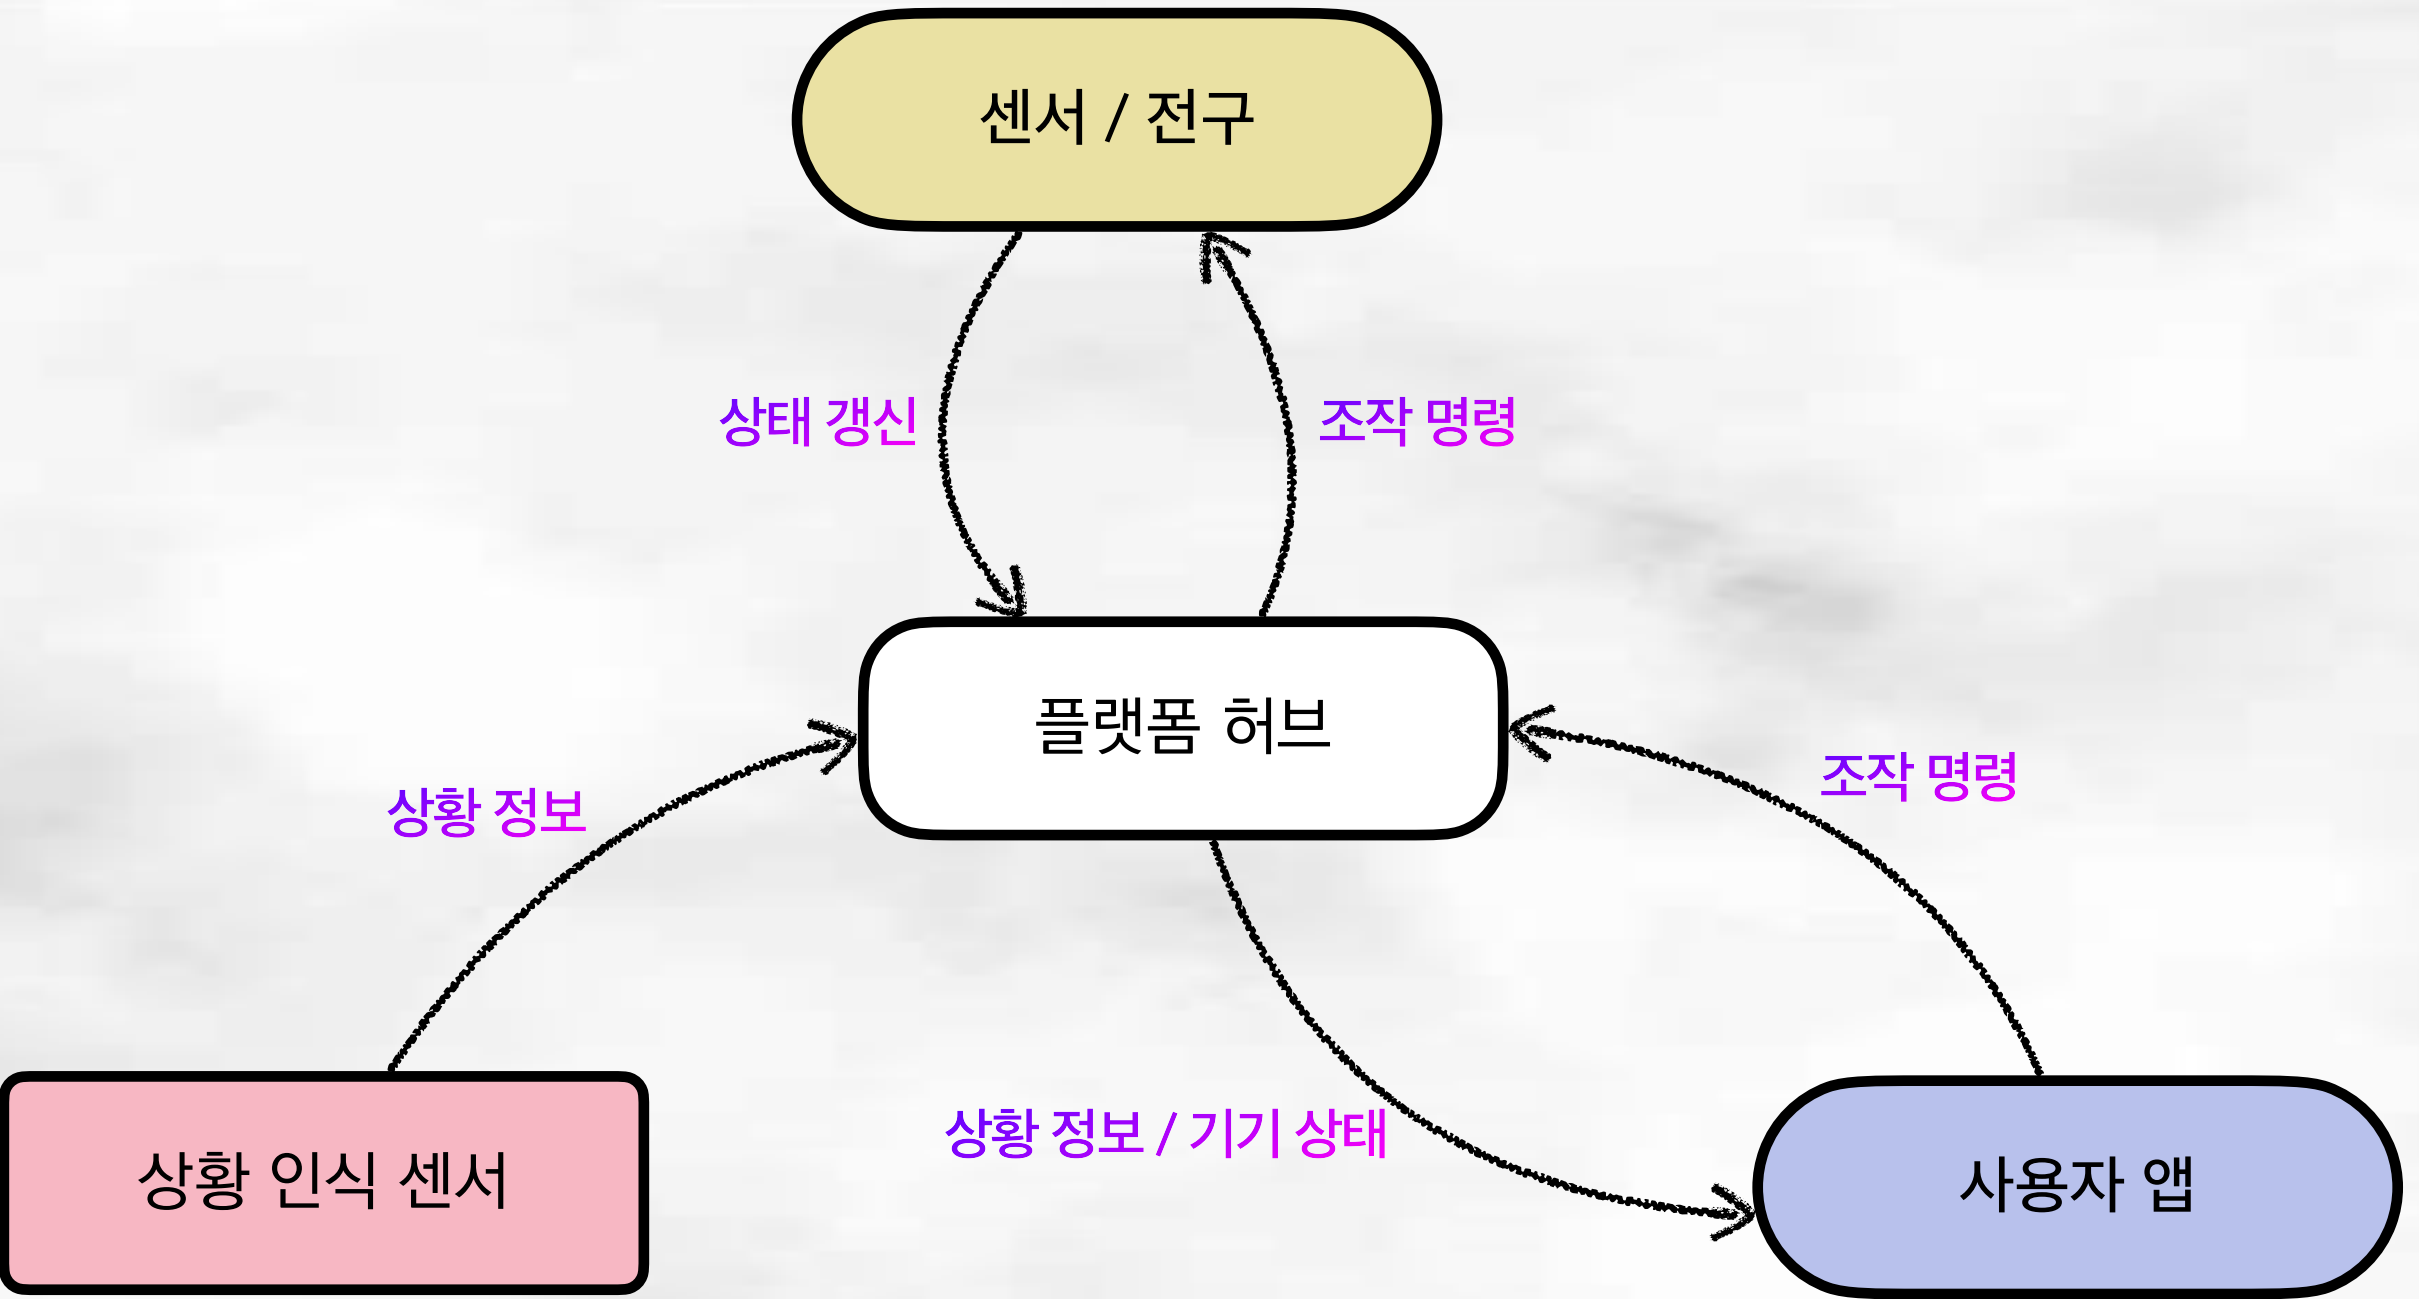 센서 / 전구
상태 갱신
조작 명령
플랫폼 허브
조작 명령
상황 정보
상황 정보 / 기기 상태
상황 인식 센서
사용자 앱